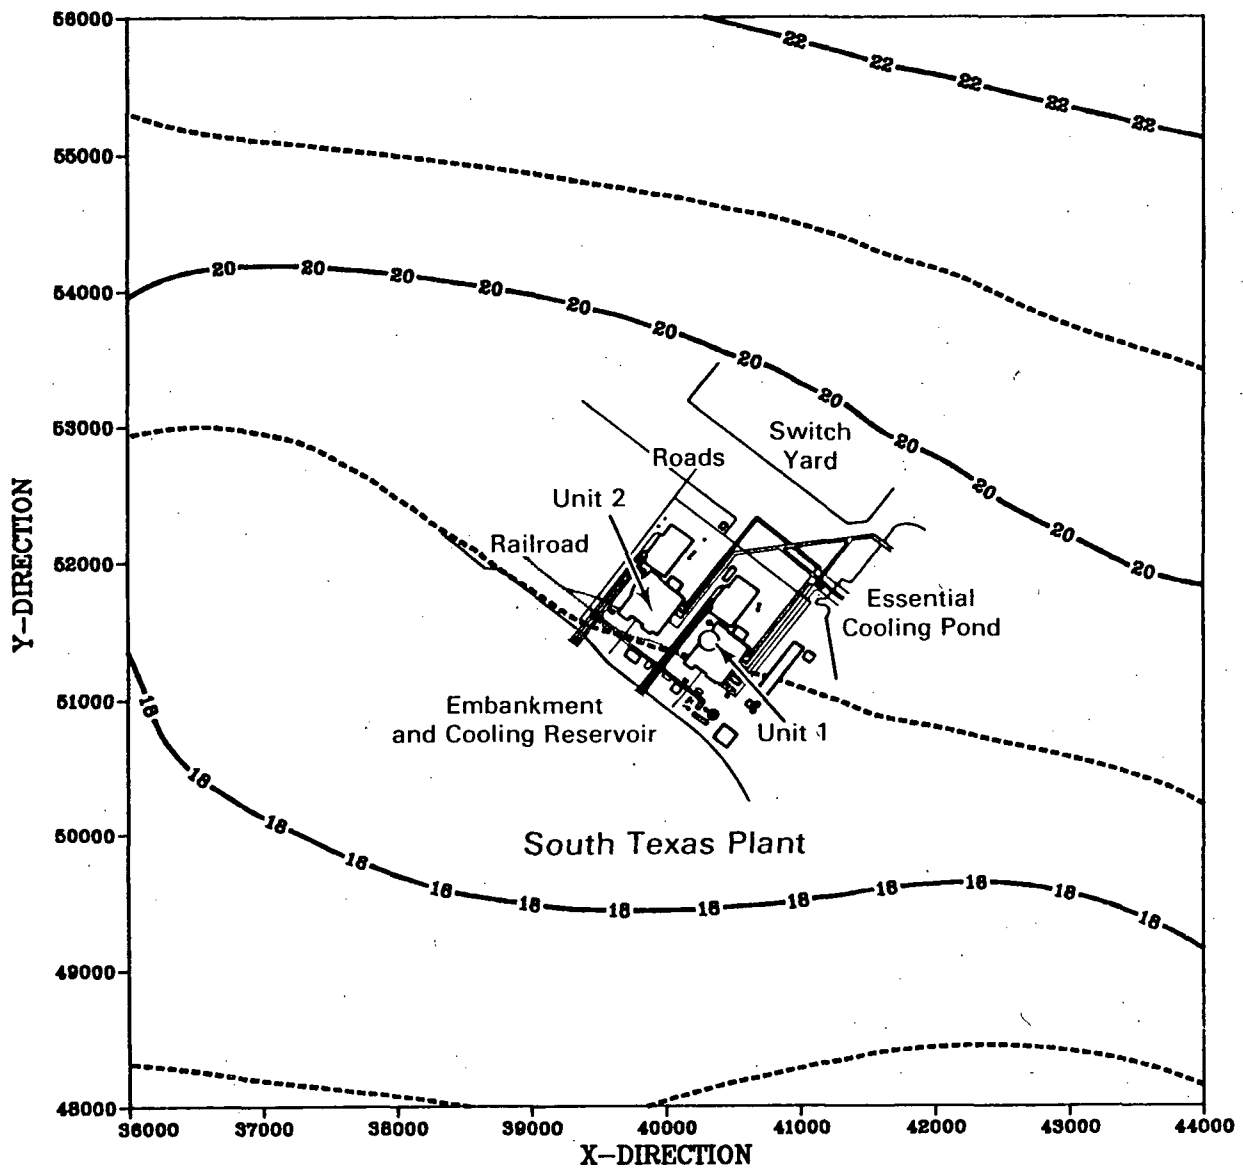 56000
55000
54000
53000
52000
51000
50000
49000
48000
Y-DIRECTION
22 22 22 22 22
20 20 20 20 20 20 20 20 20 20 20 20
Switch
Yard
Roads
Unit 2
Railroad
Essential
Cooling Pond
Embankment
and Cooling Reservoir
Unit 1
18 18 18 18 18 18 18 18 18 18 18 18
South Texas Plant
36000 37000 38000 39000 40000 41000 42000 43000 44000
X-DIRECTION